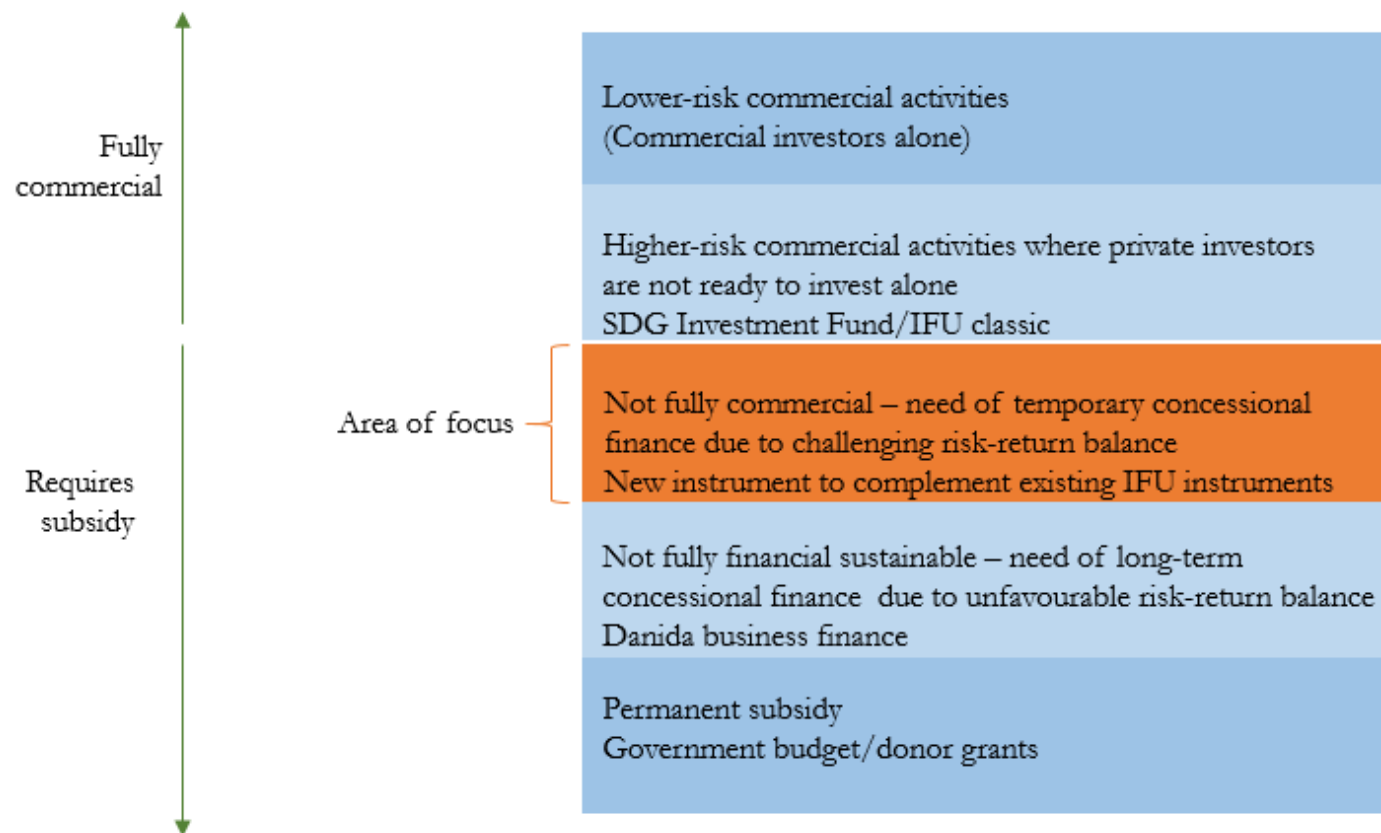 Fully
commercial
Requires
subsidy
Area of focus
Lower-risk commercial activities
(Commercial investors alone)
Higher-risk commercial activities where private investors
are not ready to invest alone
SDG Investment Fund/IFU classic
Not fully commercial – need of temporary concessional
finance due to challenging risk-return balance
New instrument to complement existing IFU instruments
Not fully financial sustainable – need of long-term
concessional finance due to unfavourable risk-return balance
Danida business finance
Permanent subsidy
Government budget/donor grants